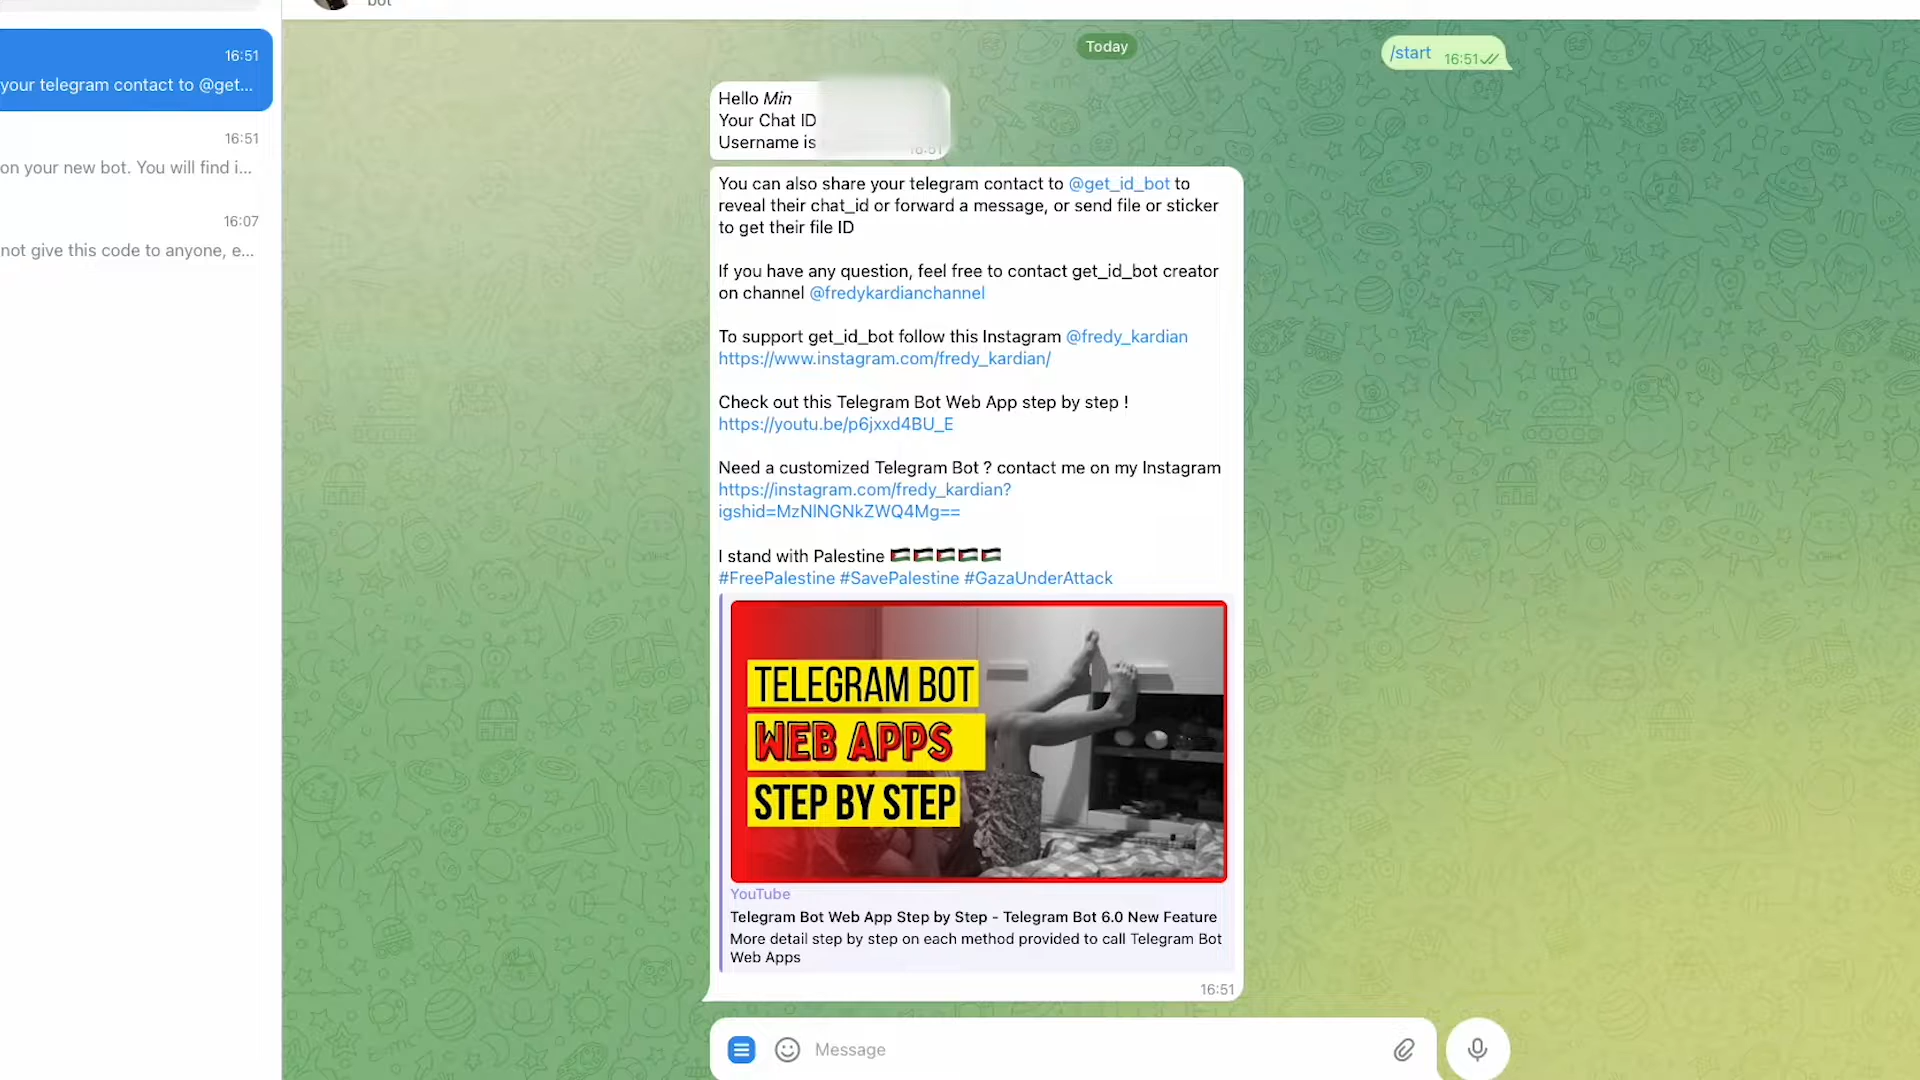 bot
16:51
your telegram contact to @get...
16:51
on your new bot. You will find i...
16:07
not give this code to anyone, e...
Today
/start 16:51
Hello Min
Your Chat ID
Username is
16:51
You can also share your telegram contact to @get_id_bot to
reveal their chat_id or forward a message, or send file or sticker
to get their file ID
If you have any question, feel free to contact get_id_bot creator
on channel @fredykardianchannel
To support get_id_bot follow this Instagram @fredy_kardian
https://www.instagram.com/fredy_kardian/
Check out this Telegram Bot Web App step by step !
https://youtu.be/p6jxxd4BU_E
Need a customized Telegram Bot ? contact me on my Instagram
https://instagram.com/fredy_kardian?
igshid=MzNlNGNkZWQ4Mg==
I stand with Palestine 🇵🇸🇵🇸🇵🇸🇵🇸🇵🇸
#FreePalestine #SavePalestine #GazaUnderAttack
TELEGRAM BOT
WEB APPS
STEP BY STEP
YouTube
Telegram Bot Web App Step by Step - Telegram Bot 6.0 New Feature
More detail step by step on each method provided to call Telegram Bot
Web Apps
16:51
Message